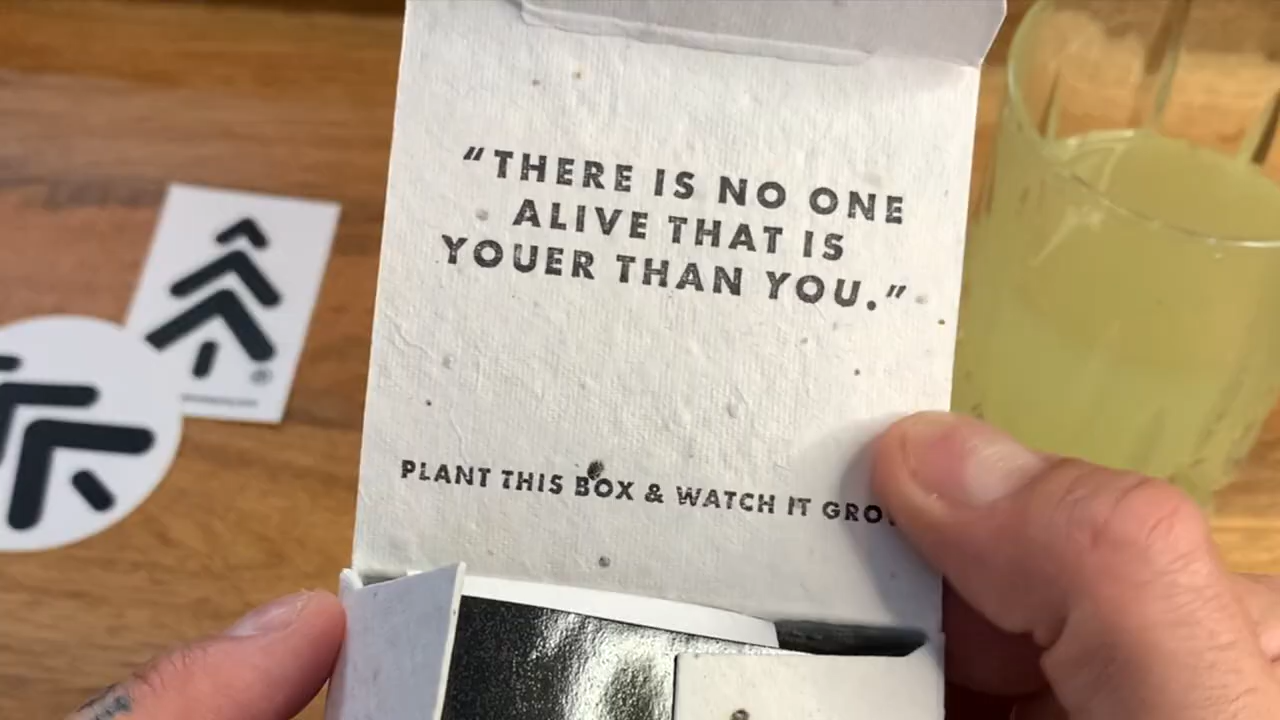 “THERE IS NO ONE
ALIVE THAT IS
YOUER THAN YOU.”
PLANT THIS BOX & WATCH IT